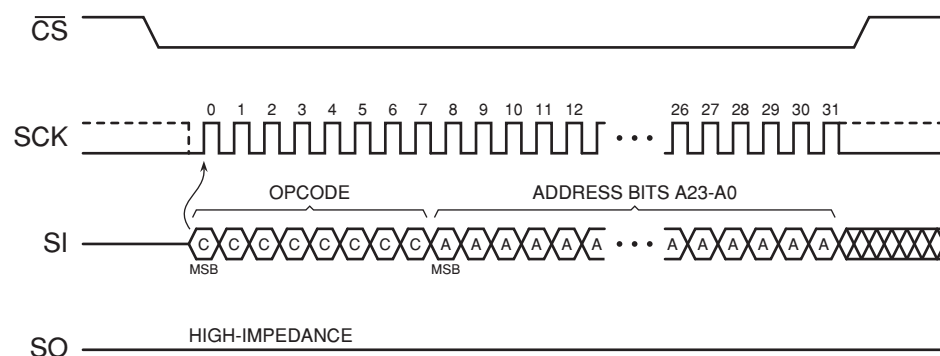 CS
0 1 2 3 4 5 6 7 8 9 10 11 12 26 27 28 29 30 31
SCK
OPCODE ADDRESS BITS A23-A0
SI C C C C C C C C A A A A A A A A A A A A
MSB MSB
HIGH-IMPEDANCE
SO